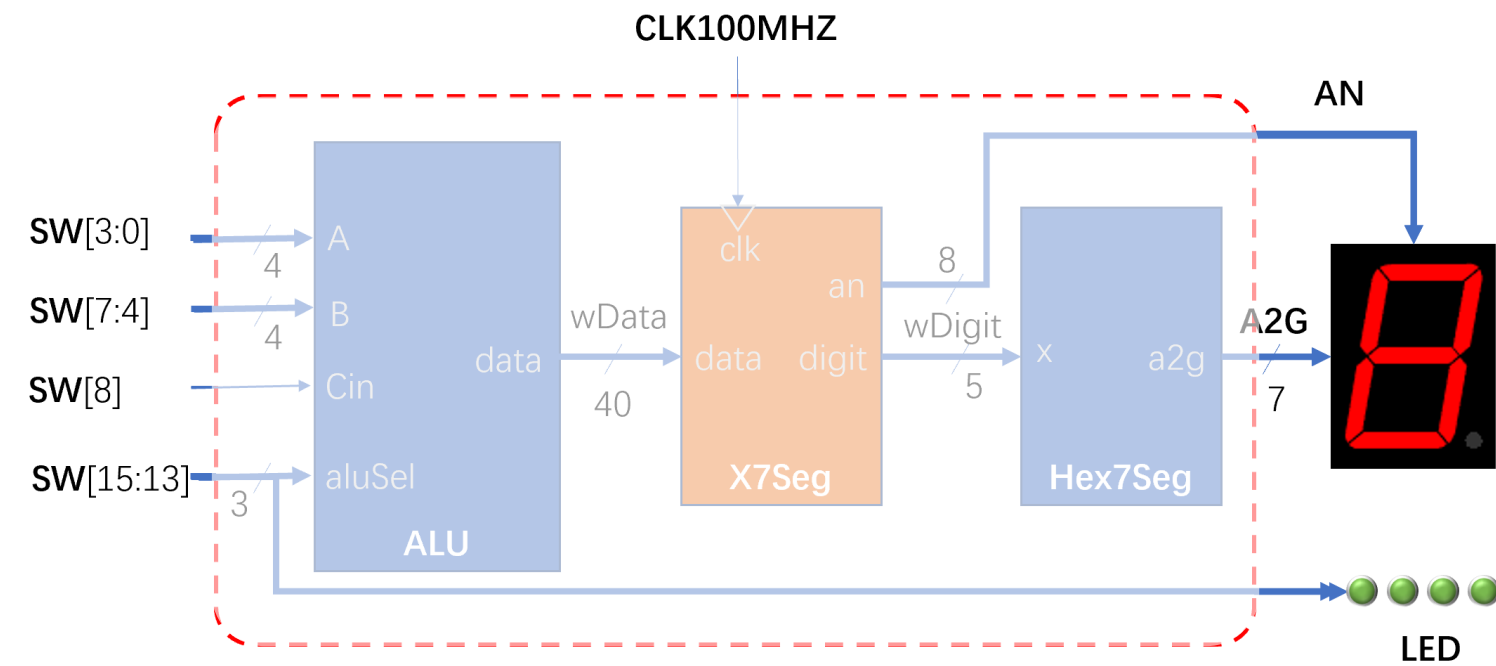 CLK100MHZ
AN
SW[3:0]
4
A
SW[7:4]
4
B
SW[8]
Cin
SW[15:13]
3
aluSel
data
ALU
wData
40
clk
an
data
digit
X7Seg
8
wDigit
5
x
a2g
Hex7Seg
A2G
7
LED